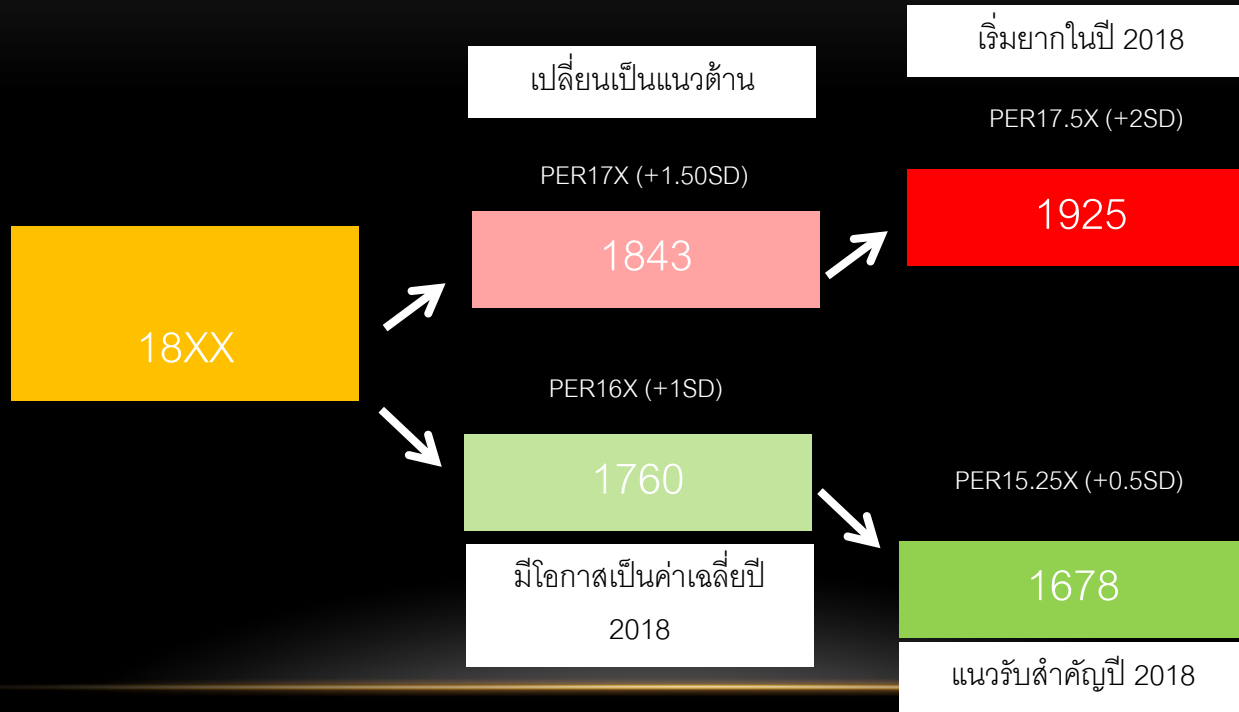 เริ่มยากในปี 2018
เปลี่ยนเป็นแนวต้าน
PER17.5X (+2SD)
PER17X (+1.50SD)
1925
1843
18XX
PER16X (+1SD)
1760
PER15.25X (+0.5SD)
มีโอกาสเป็นค่าเฉลี่ยปี
2018
1678
แนวรับสำคัญปี 2018